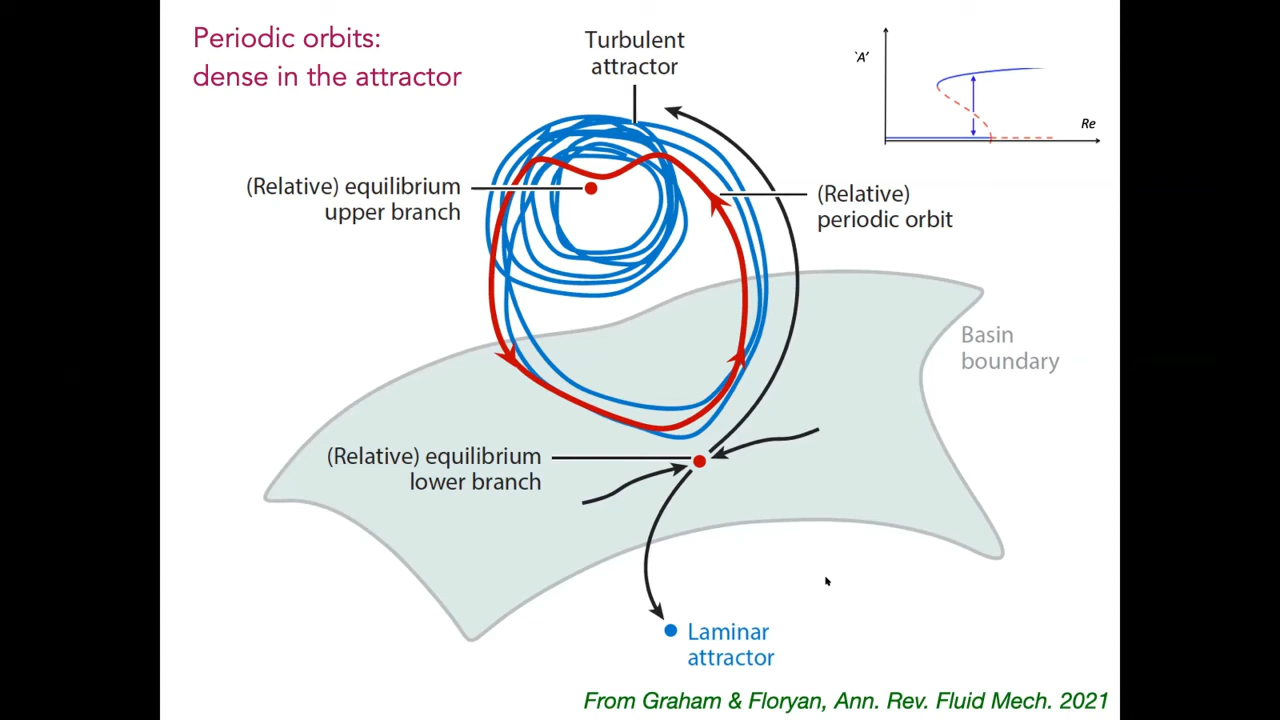 Periodic orbits:
dense in the attractor
Turbulent
attractor
`A'
Re
(Relative) equilibrium
upper branch
(Relative)
periodic orbit
Basin
boundary
(Relative) equilibrium
lower branch
Laminar
attractor
From Graham & Floryan, Ann. Rev. Fluid Mech. 2021